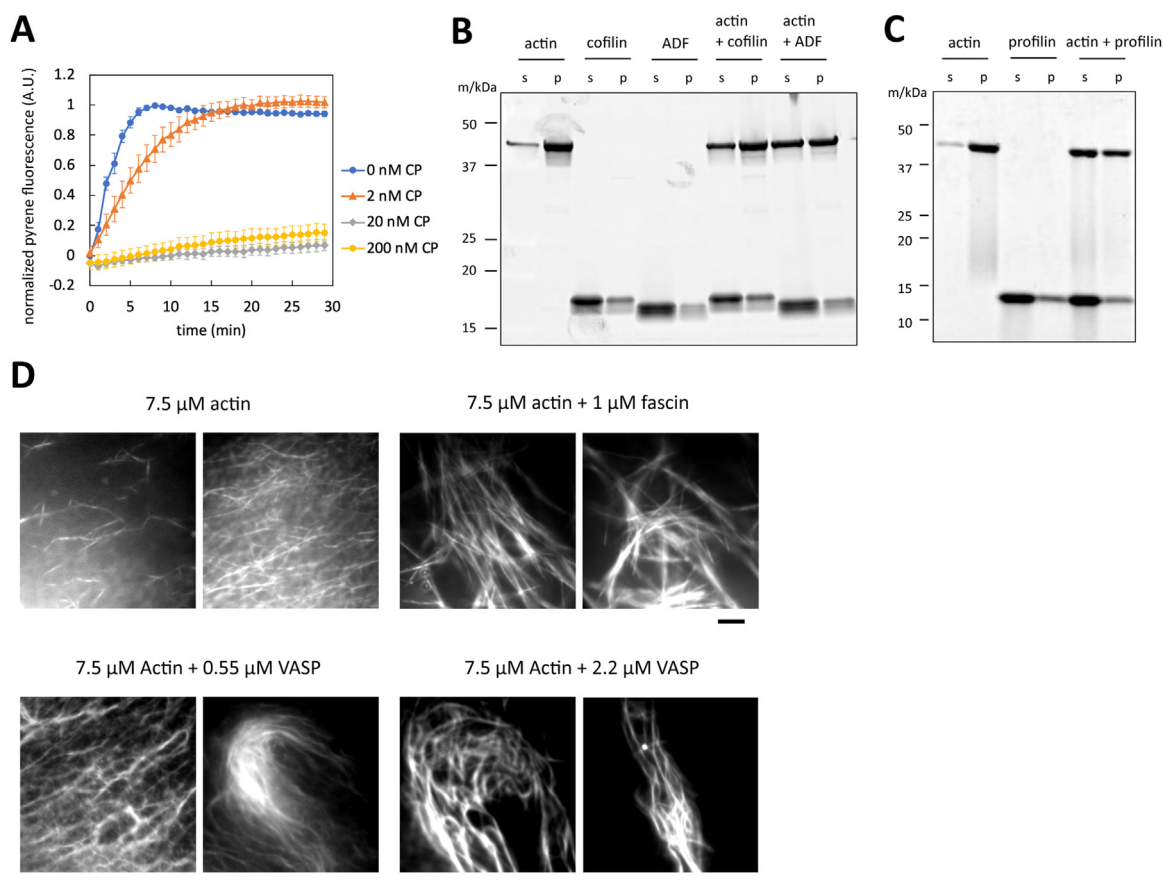 A
normalized pyrene fluorescence (A.U.)
1.2
1
0.8
0.6
0.4
0.2
0
-0.2
0 5 10 15 20 25 30
time (min)
0 nM CP
2 nM CP
20 nM CP
200 nM CP
B
actin cofilin ADF actin + cofilin actin + ADF
s p s p s p s p s p
m/kDa
50
37
25
20
15
C
actin profilin actin + profilin
s p s p s p
m/kDa
50
37
25
20
15
10
D
7.5 µM actin
7.5 µM actin + 1 µM fascin
7.5 µM Actin + 0.55 µM VASP
7.5 µM Actin + 2.2 µM VASP